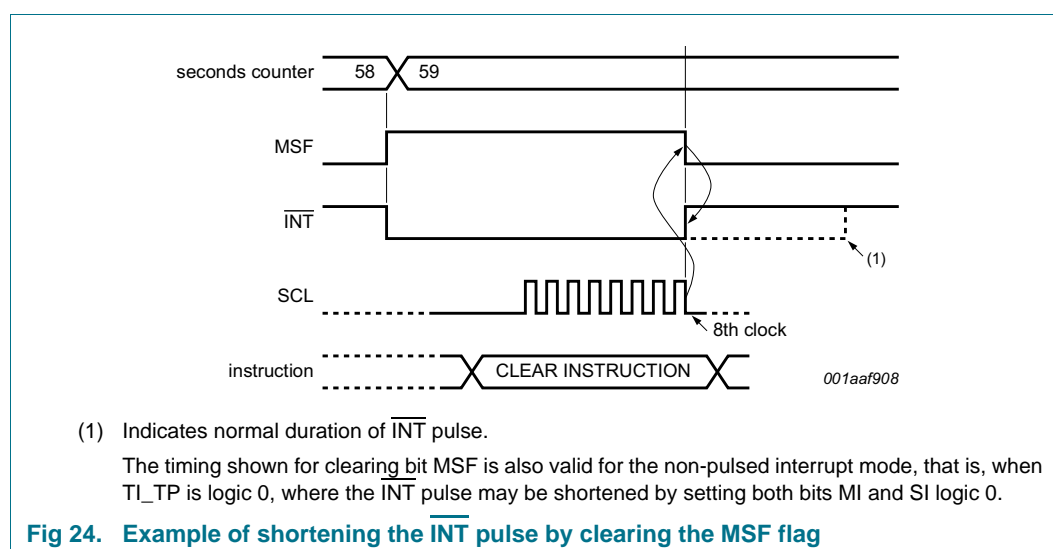 seconds counter 58 59
MSF
INT
(1)
SCL
8th clock
instruction CLEAR INSTRUCTION
001aaf908
(1) Indicates normal duration of INT pulse.
The timing shown for clearing bit MSF is also valid for the non-pulsed interrupt mode, that is, when
TI_TP is logic 0, where the INT pulse may be shortened by setting both bits MI and SI logic 0.
Fig 24. Example of shortening the INT pulse by clearing the MSF flag